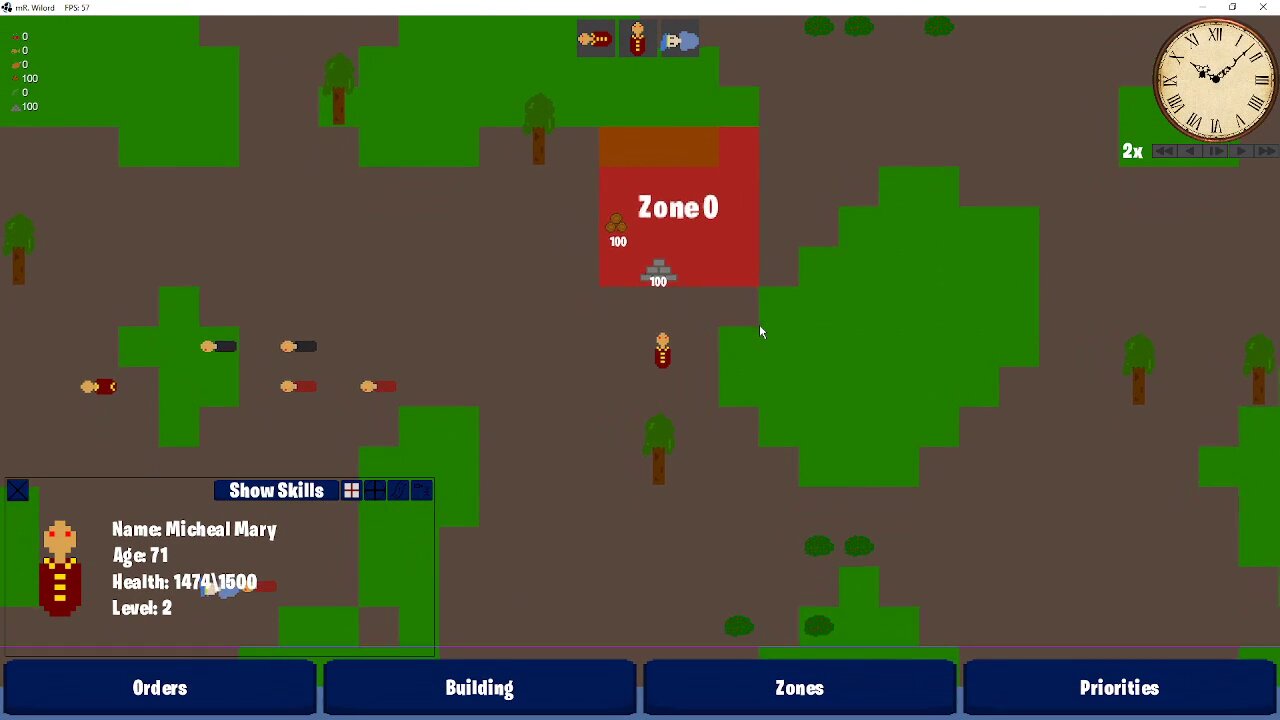 mR. Wilord FPS: 57
0
0
0
100
0
100
XII
2x
Zone 0
100
100
Show Skills
Name: Micheal Mary
Age: 71
Health: 1474\1500
Level: 2
Orders
Building
Zones
Priorities